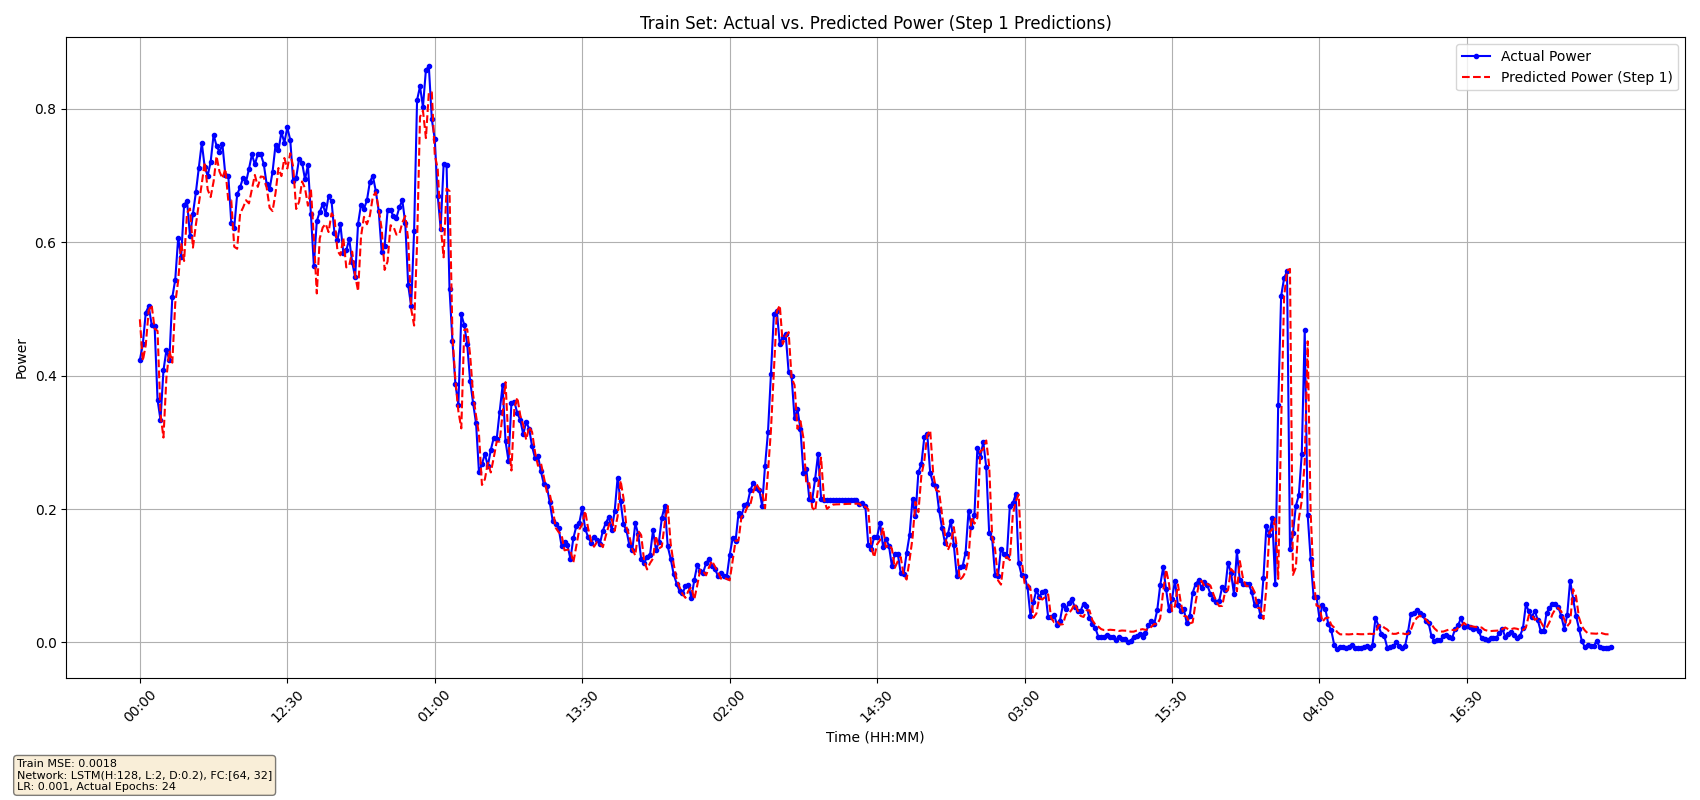 Train Set: Actual vs. Predicted Power (Step 1 Predictions)
Actual Power
Predicted Power (Step 1)
Power
0.8
0.6
0.4
0.2
0.0
00:00
12:30
01:00
13:30
02:00
14:30
03:00
15:30
04:00
16:30
Time (HH:MM)
Train MSE: 0.0018
Network: LSTM(H:128, L:2, D:0.2), FC:[64, 32]
LR: 0.001, Actual Epochs: 24